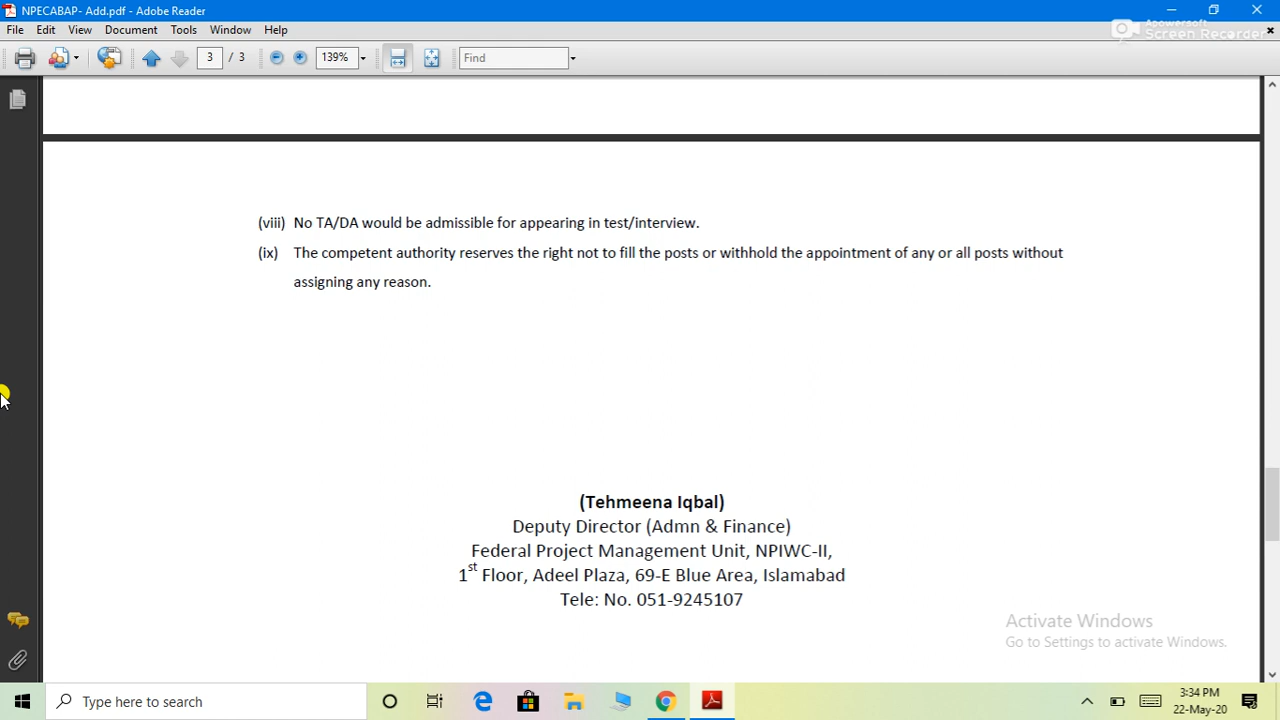 NPECABAP- Add.pdf - Adobe Reader
File Edit View Document Tools Window Help
Apowersoft
Screen Recorder
3 / 3 139% Find
(viii) No TA/DA would be admissible for appearing in test/interview.
(ix) The competent authority reserves the right not to fill the posts or withhold the appointment of any or all posts without
assigning any reason.
(Tehmeena Iqbal)
Deputy Director (Admn & Finance)
Federal Project Management Unit, NPIWC-II,
1st Floor, Adeel Plaza, 69-E Blue Area, Islamabad
Tele: No. 051-9245107
Activate Windows
Go to Settings to activate Windows.
Type here to search
3:34 PM
22-May-20